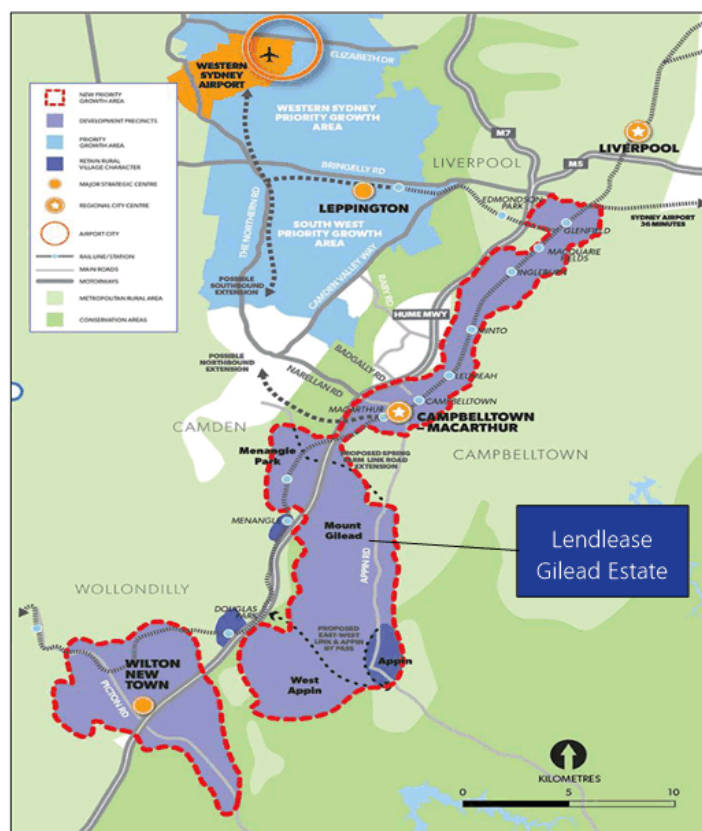 WESTERN
SYDNEY
AIRPORT
ELIZABETH DR
NEW PRIORITY
GROWTH AREA
DEVELOPMENT PRECINCTS
PRIORITY
GROWTH AREA
RETAIN RURAL
VILLAGE CHARACTER
MAJOR STRATEGIC CENTRE
REGIONAL CITY CENTRE
AIRPORT CITY
RAIL LINE/STATION
MAIN ROADS
MOTORWAYS
METROPOLITAN RURAL AREA
CONSERVATION AREAS
WESTERN SYDNEY
PRIORITY GROWTH
AREA
M7
LIVERPOOL
LIVERPOOL
M5
BRINGELLY RD
LEPPINGTON
EDMONDSON
PARK
SYDNEY AIRPORT
36 MINUTES
THE NORTHERN RD
SOUTH WEST
PRIORITY GROWTH
AREA
GLENFIELD
MACQUARIE
FIELDS
INGLEBURN
CAMDEN VALLEY WAY
POSSIBLE
SOUTHBOUND
EXTENSION
RABY RD
HUME MWY
MINTO
BADGALLY RD
POSSIBLE
NORTHBOUND
EXTENSION
NARELLAN RD
LEUMEAH
CAMPBELLTOWN
MACARTHUR
CAMPBELLTOWN
– MACARTHUR
CAMDEN
CAMPBELLTOWN
Menangle
Park
PROPOSED SPRING
FARM LINK ROAD
EXTENSION
MENANGLE
Mount
Gilead
APPIN RD
Lendlease
Gilead Estate
WOLLONDILLY
DOUGLAS
PARK
PROPOSED
EAST-WEST
LINK & APPIN
BY PASS
Appin
West
Appin
WILTON
NEW
TOWN
PICTON RD
KILOMETRES
0
5
10